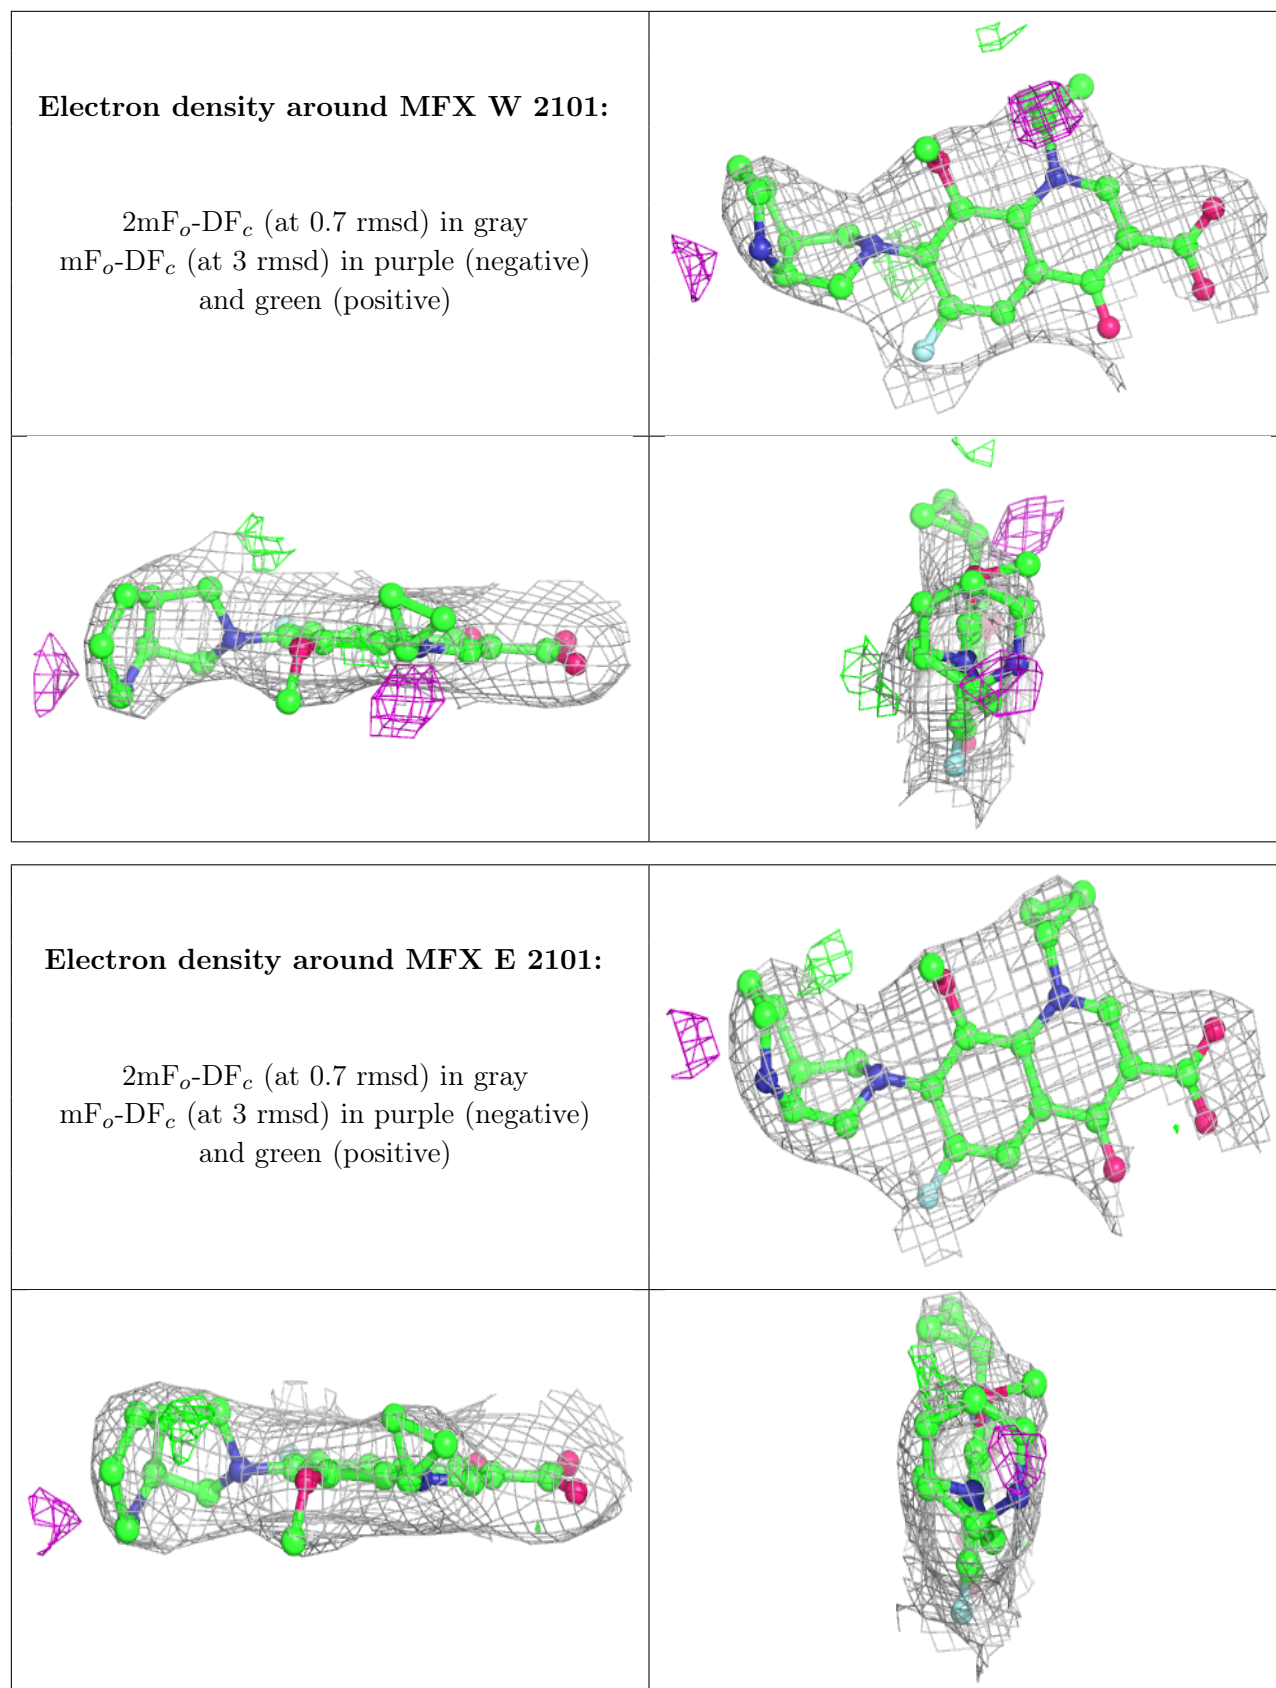 Electron density around MFX W 2101:
2mFo-DFc (at 0.7 rmsd) in gray
mFo-DFc (at 3 rmsd) in purple (negative)
and green (positive)
Electron density around MFX E 2101:
2mFo-DFc (at 0.7 rmsd) in gray
mFo-DFc (at 3 rmsd) in purple (negative)
and green (positive)